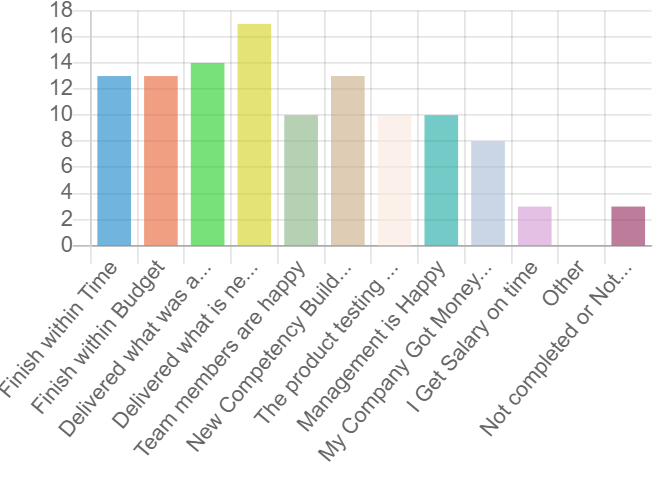 18
16
14
12
10
8
6
4
2
0
Finish within Time
Finish within Budget
Delivered what was a...
Delivered what is ne...
Team members are happy
New Competency Build...
The product testing ...
Management is Happy
My Company Got Money...
I Get Salary on time
Other
Not completed or Not...